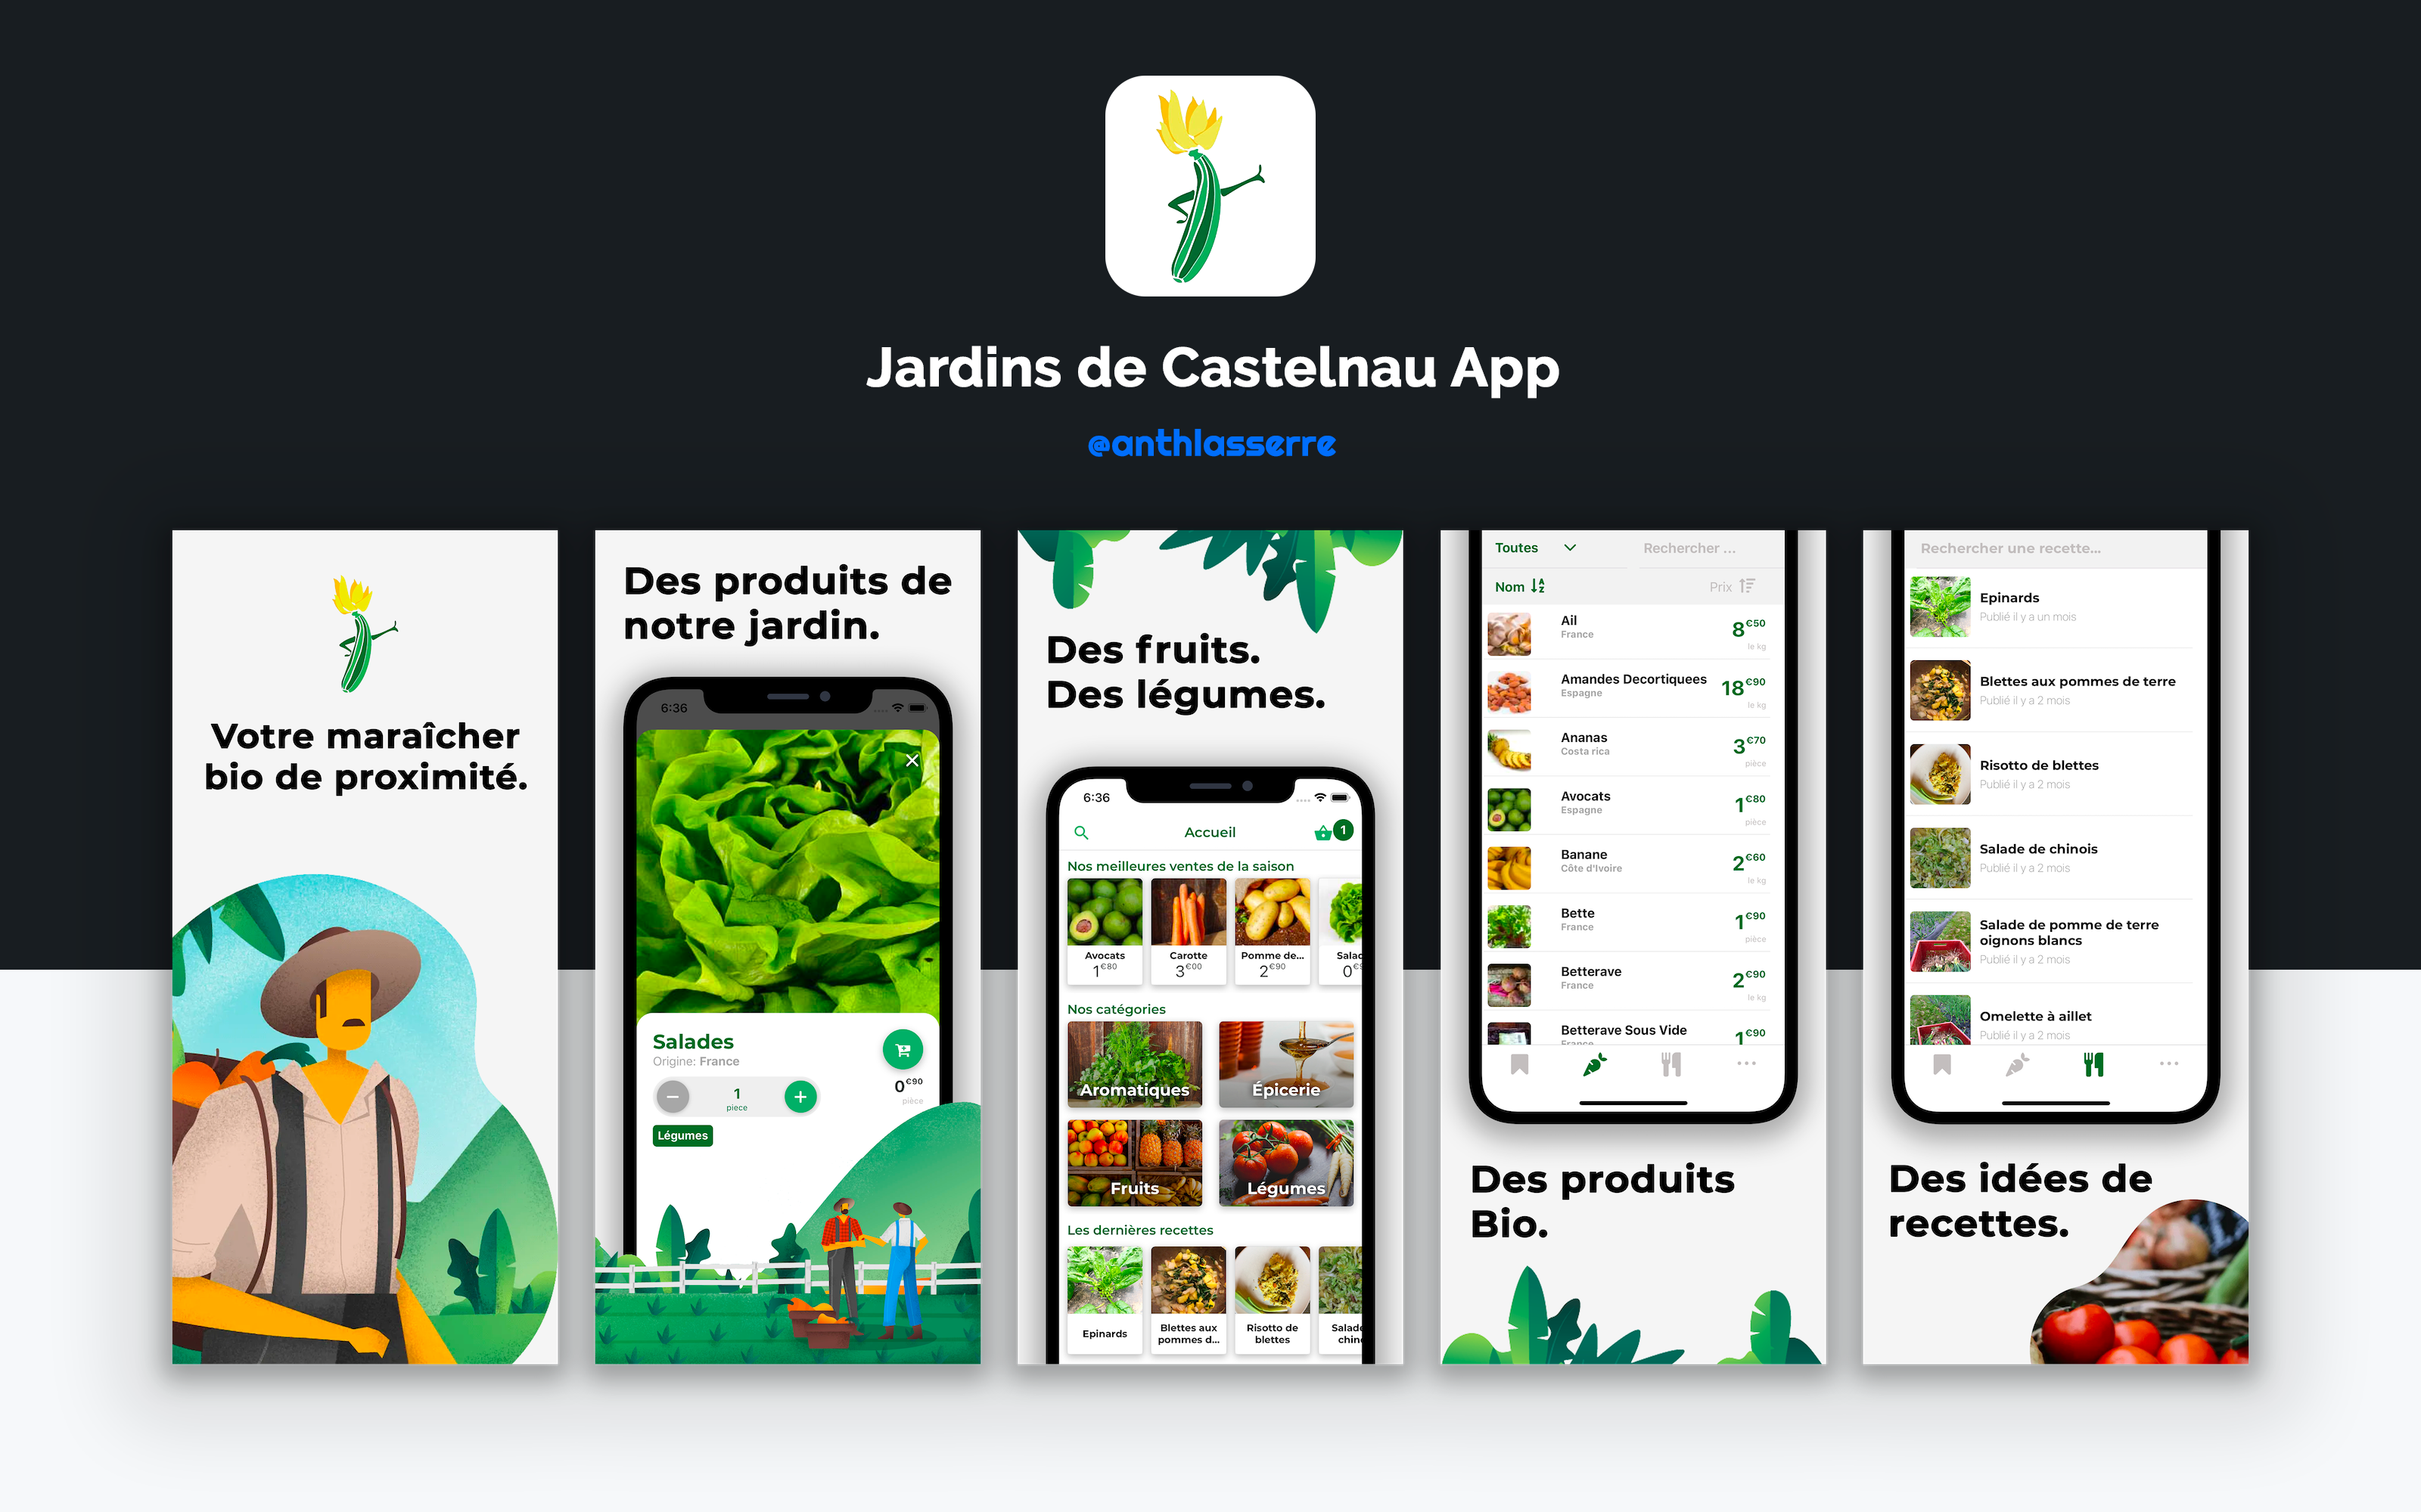 Jardins de Castelnau App
@anthlasserre
Votre maraîcher
bio de proximité.
Des produits de
notre jardin.
6:36
Salades
Origine: France
1
piece
0€90
pièce
Légumes
Des fruits.
Des légumes.
6:36
Accueil
1
Nos meilleures ventes de la saison
Avocats
1€80
Carotte
3€00
Pomme de...
2€90
Nos catégories
Aromatiques
Épicerie
Fruits
Légumes
Les dernières recettes
Epinards
Blettes aux
pommes d...
Risotto de
blettes
Toutes
Rechercher ...
Nom
Prix
Ail
France
8€50
le kg
Amandes Decortiquees
Espagne
18€90
le kg
Ananas
Costa rica
3€70
pièce
Avocats
Espagne
1€80
pièce
Banane
Côte d'Ivoire
2€60
le kg
Bette
France
1€90
pièce
Betterave
France
2€90
le kg
Betterave Sous Vide
France
1€90
Des produits
Bio.
Rechercher une recette...
Epinards
Publié il y a un mois
Blettes aux pommes de terre
Publié il y a 2 mois
Risotto de blettes
Publié il y a 2 mois
Salade de chinois
Publié il y a 2 mois
Salade de pomme de terre
oignons blancs
Publié il y a 2 mois
Omelette à aillet
Publié il y a 2 mois
Des idées de
recettes.